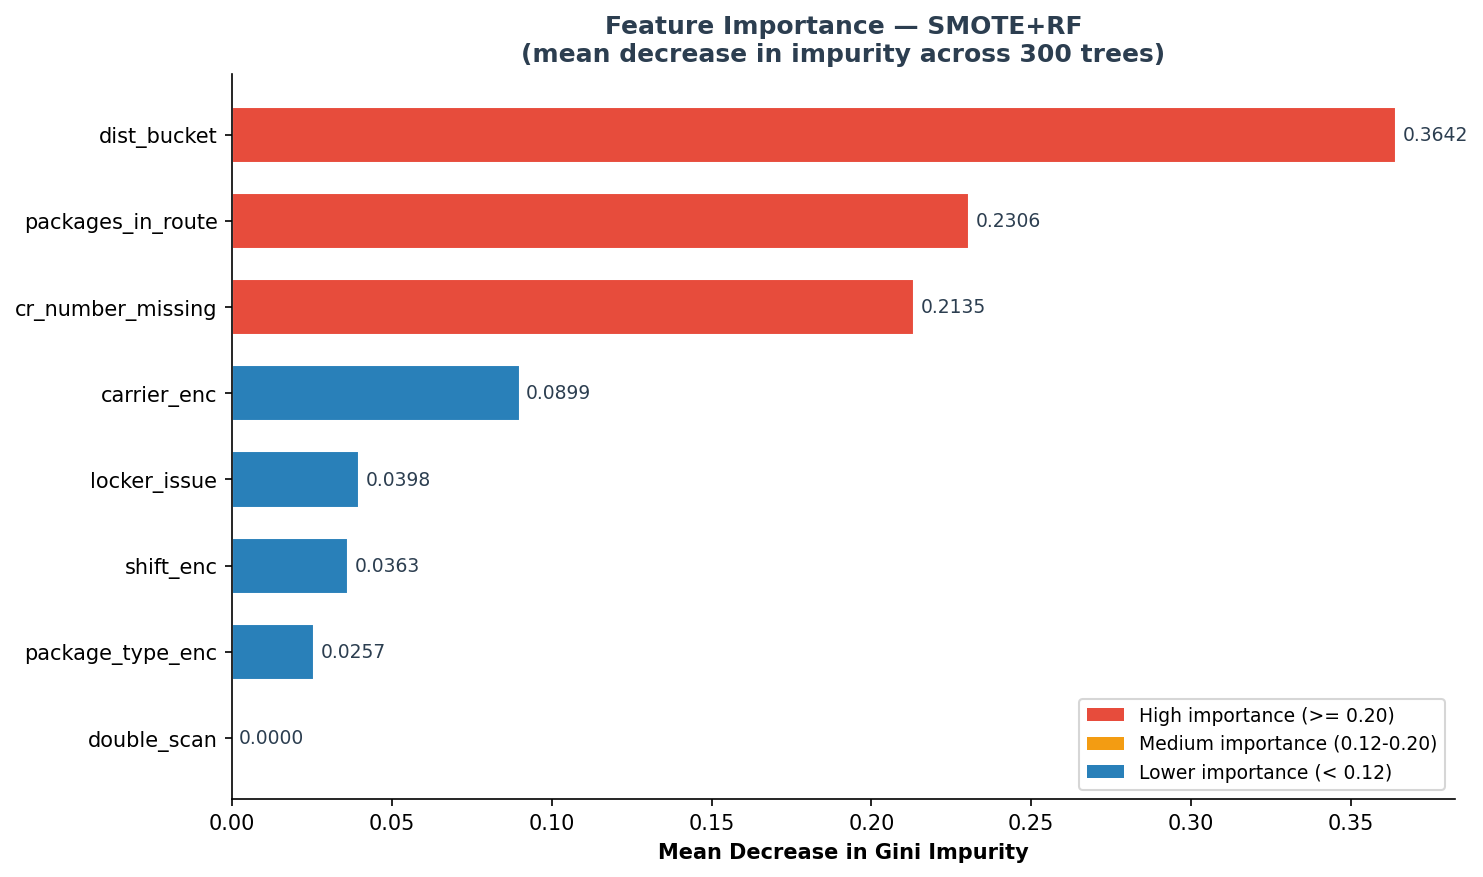 Feature Importance — SMOTE+RF
(mean decrease in impurity across 300 trees)
dist_bucket
0.3642
packages_in_route
0.2306
cr_number_missing
0.2135
carrier_enc
0.0899
locker_issue
0.0398
shift_enc
0.0363
package_type_enc
0.0257
double_scan
0.0000
High importance (>= 0.20)
Medium importance (0.12-0.20)
Lower importance (< 0.12)
0.00 0.05 0.10 0.15 0.20 0.25 0.30 0.35
Mean Decrease in Gini Impurity